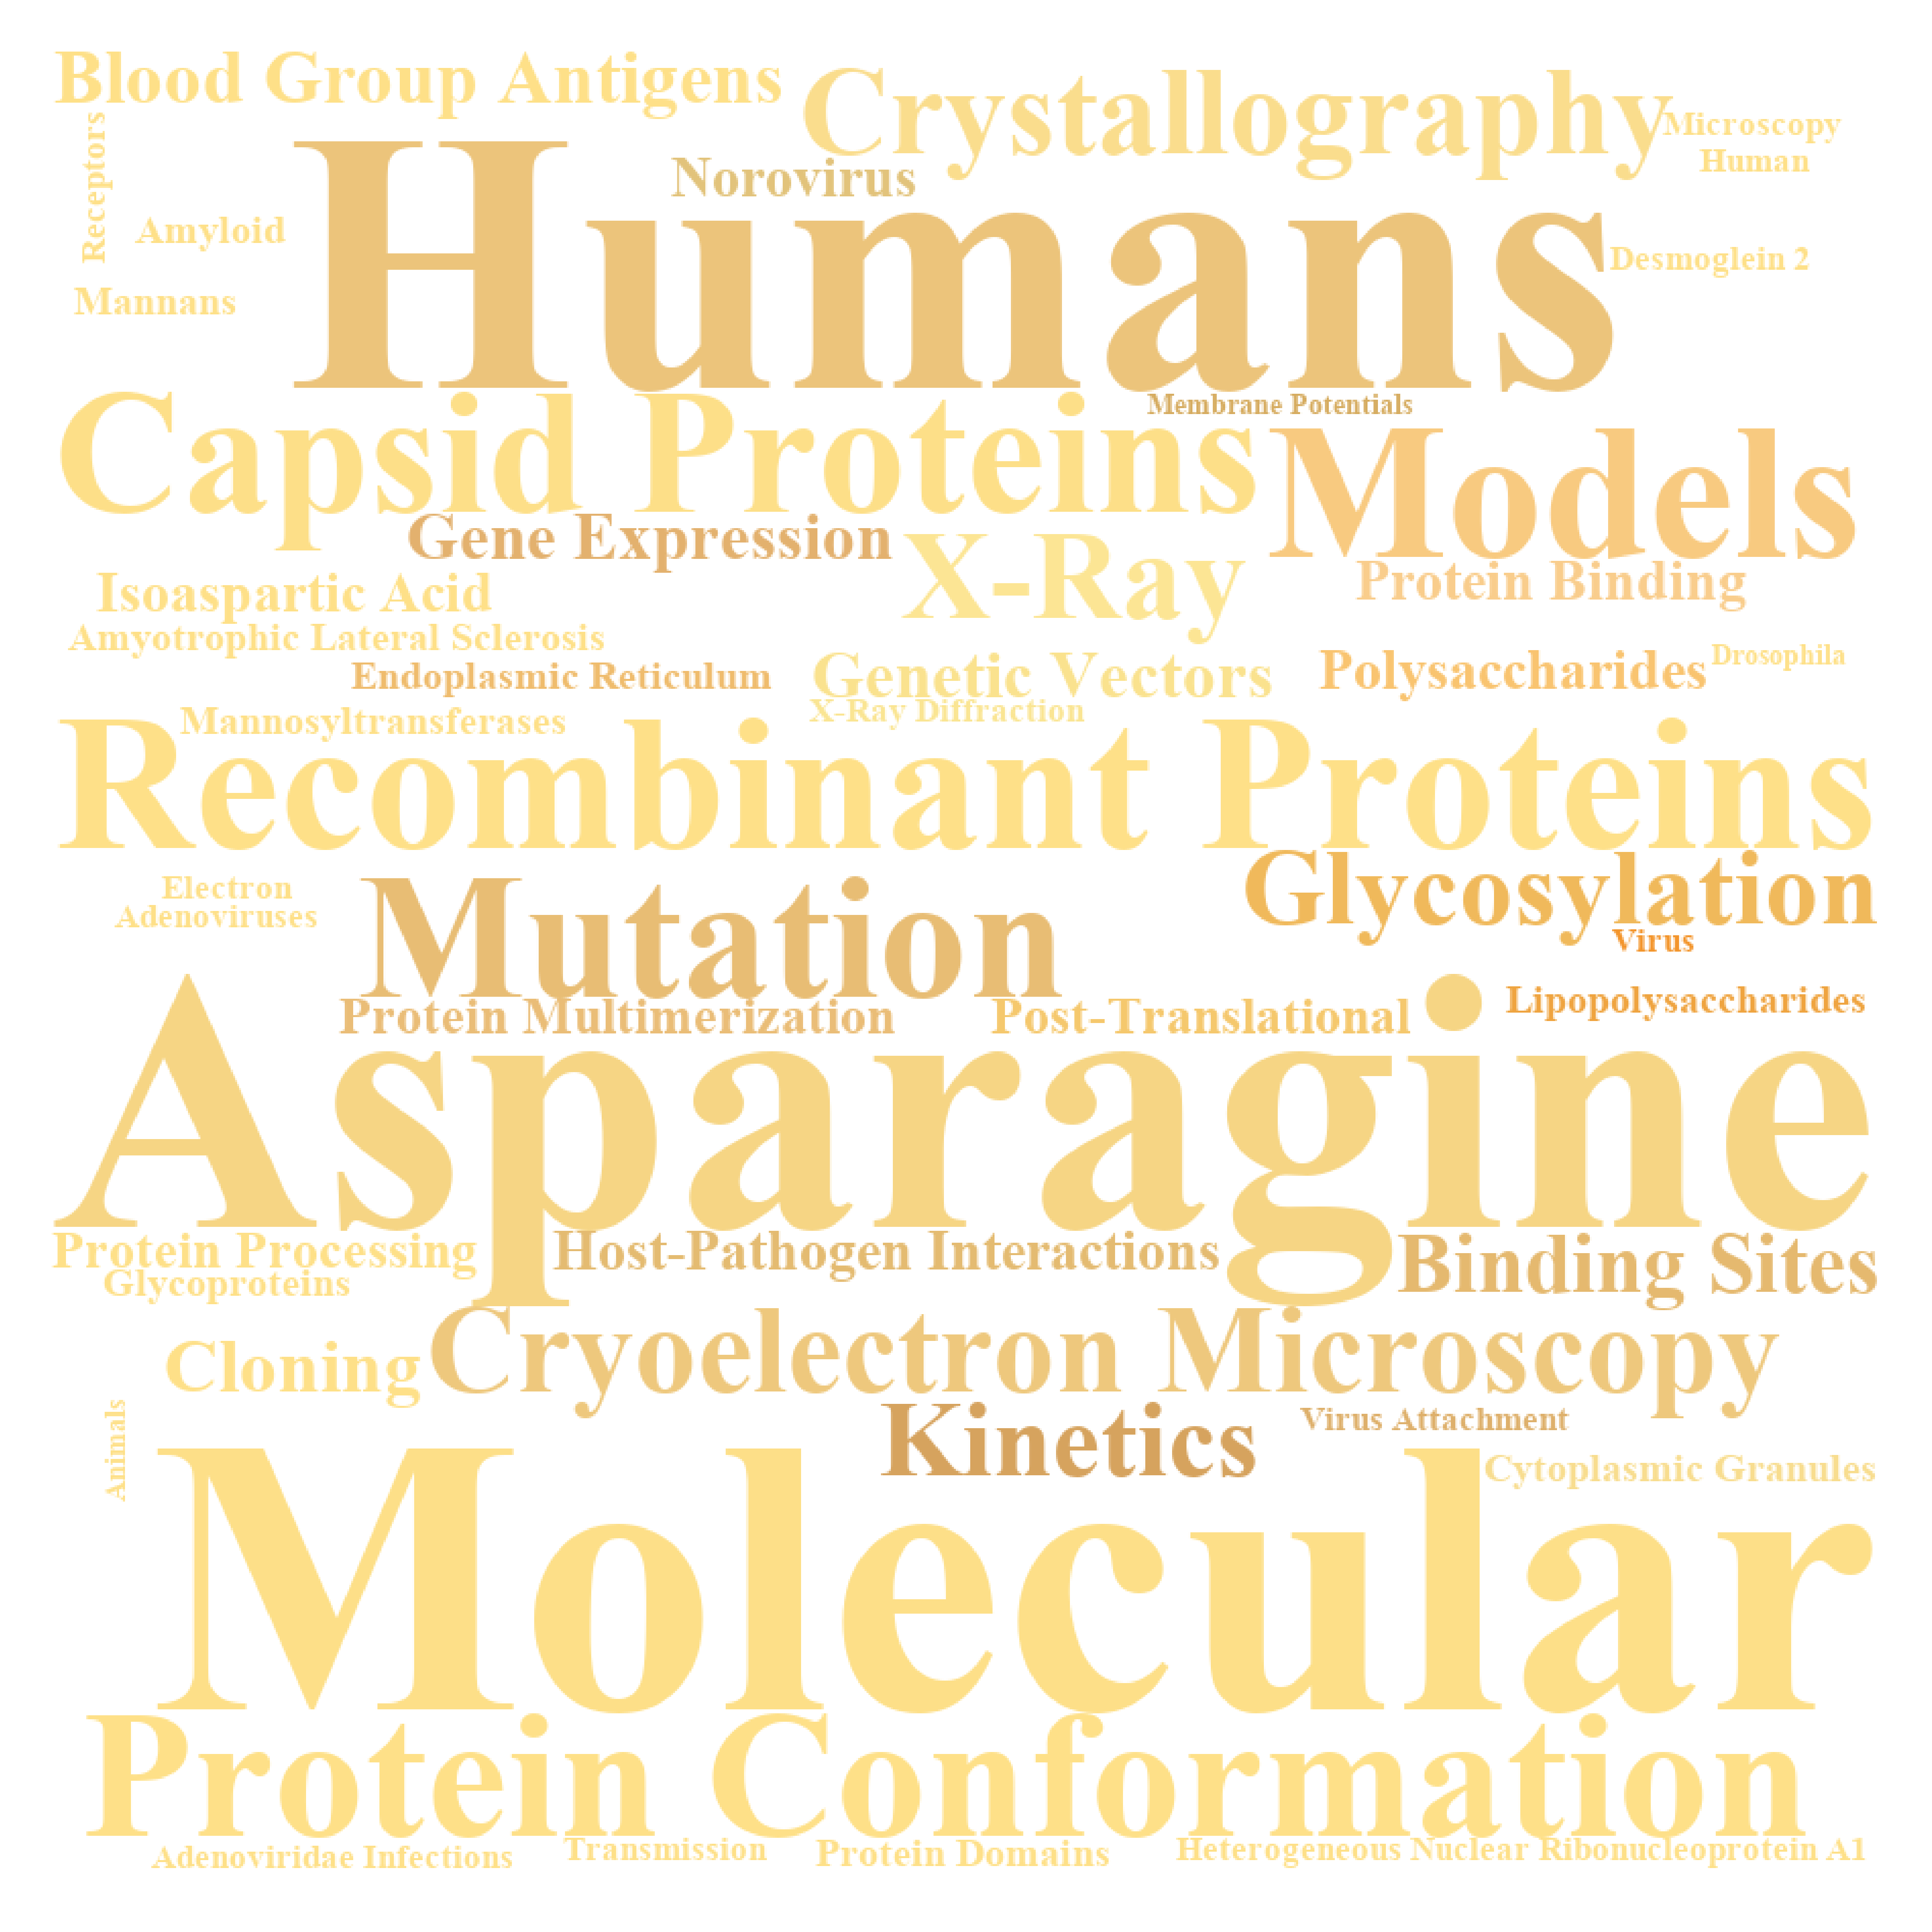 Blood Group Antigens
Crystallography
Microscopy
Human
Receptors
Norovirus
Humans
Amyloid
Desmoglein 2
Mannans
Membrane Potentials
Capsid Proteins
Models
Gene Expression
X-Ray
Protein Binding
Isoaspartic Acid
Amyotrophic Lateral Sclerosis
Endoplasmic Reticulum
Genetic Vectors
Polysaccharides
Drosophila
Mannosyltransferases
X-Ray Diffraction
Recombinant Proteins
Electron
Adenoviruses
Mutation
Glycosylation
Virus
Protein Multimerization
Post-Translational
Lipopolysaccharides
Asparagine
Protein Processing
Glycoproteins
Host-Pathogen Interactions
Binding Sites
Cloning
Cryoelectron Microscopy
Animals
Kinetics
Virus Attachment
Cytoplasmic Granules
Molecular
Protein Conformation
Adenoviridae Infections
Transmission
Protein Domains
Heterogeneous Nuclear Ribonucleoprotein A1